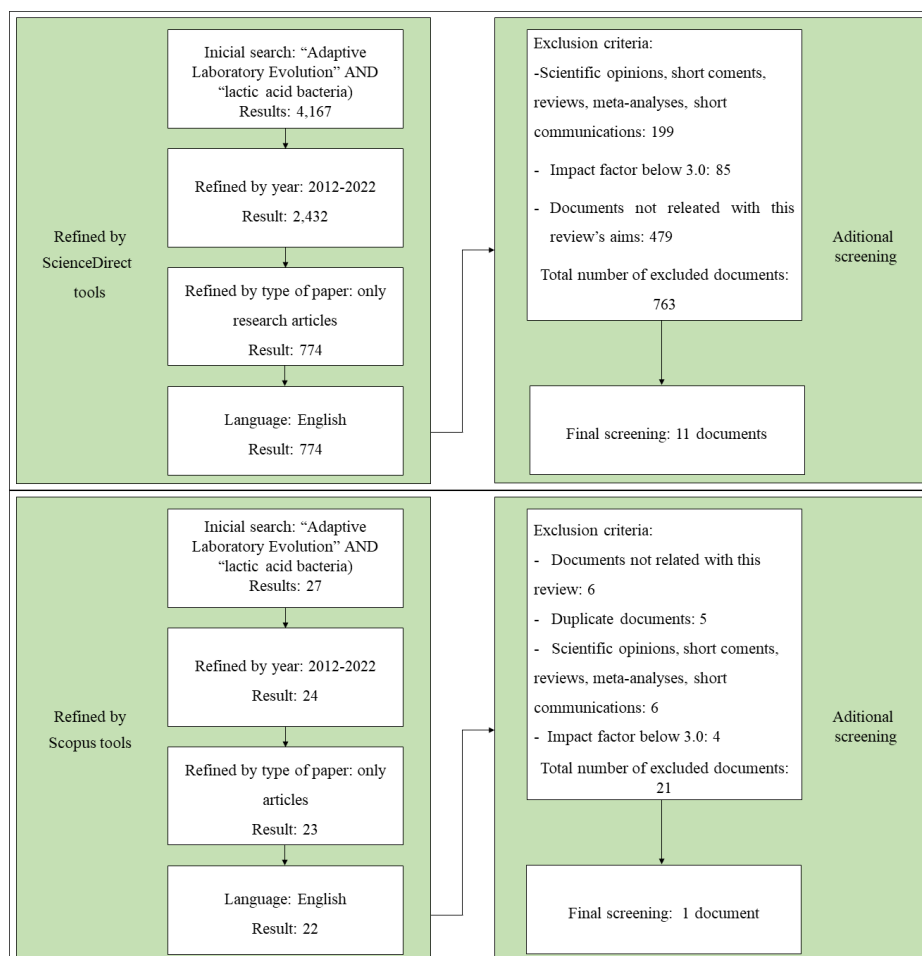 Refined by
ScienceDirect
tools
Inicial search: “Adaptive
Laboratory Evolution” AND
“lactic acid bacteria)
Results: 4,167
Refined by year: 2012-2022
Result: 2,432
Refined by type of paper: only
research articles
Result: 774
Language: English
Result: 774
Exclusion criteria:
-Scientific opinions, short coments,
reviews, meta-analyses, short
communications: 199
- Impact factor below 3.0: 85
- Documents not releated with this
review’s aims: 479
Total number of excluded documents:
763
Final screening: 11 documents
Aditional
screening
Refined by
Scopus tools
Inicial search: “Adaptive
Laboratory Evolution” AND
“lactic acid bacteria)
Results: 27
Refined by year: 2012-2022
Result: 24
Refined by type of paper: only
articles
Result: 23
Language: English
Result: 22
Exclusion criteria:
- Documents not related with this
review: 6
- Duplicate documents: 5
- Scientific opinions, short coments,
reviews, meta-analyses, short
communications: 6
- Impact factor below 3.0: 4
Total number of excluded documents:
21
Final screening: 1 document
Aditional
screening